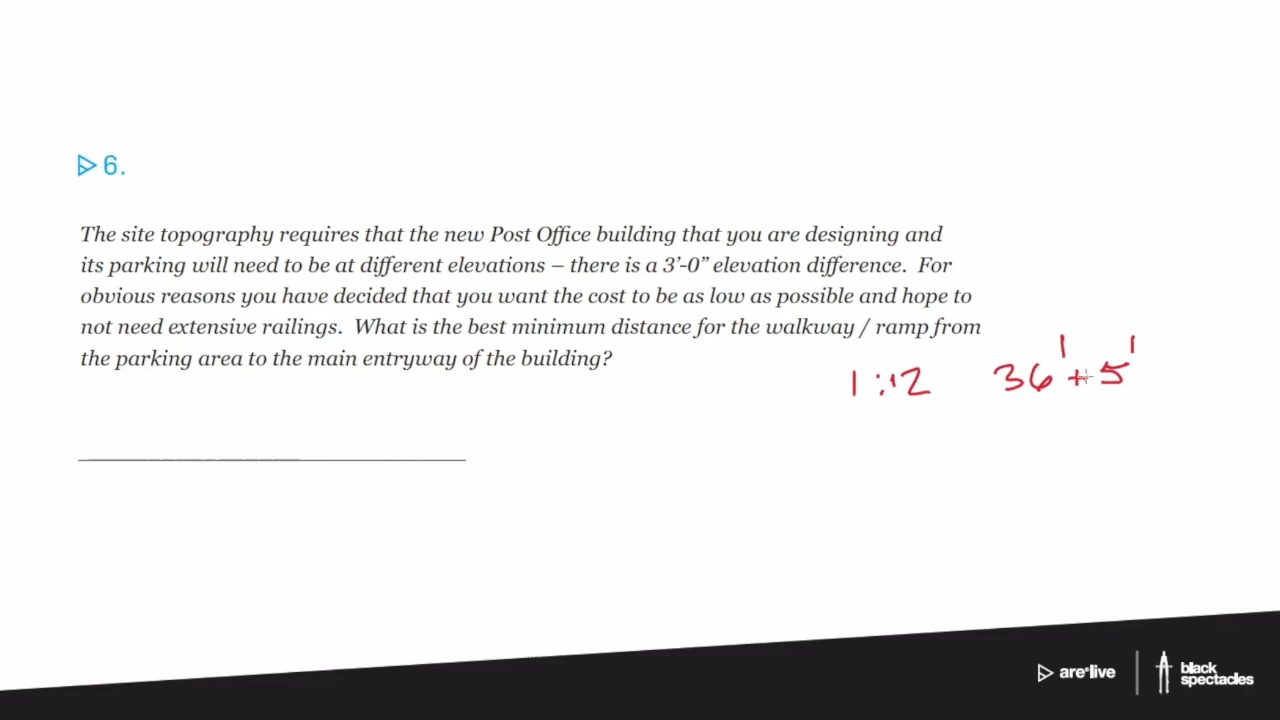 6.
The site topography requires that the new Post Office building that you are designing and
its parking will need to be at different elevations – there is a 3’-0” elevation difference. For
obvious reasons you have decided that you want the cost to be as low as possible and hope to
not need extensive railings. What is the best minimum distance for the walkway / ramp from
the parking area to the main entryway of the building?
1:12 36' + 5'
are*live
black
spectacles